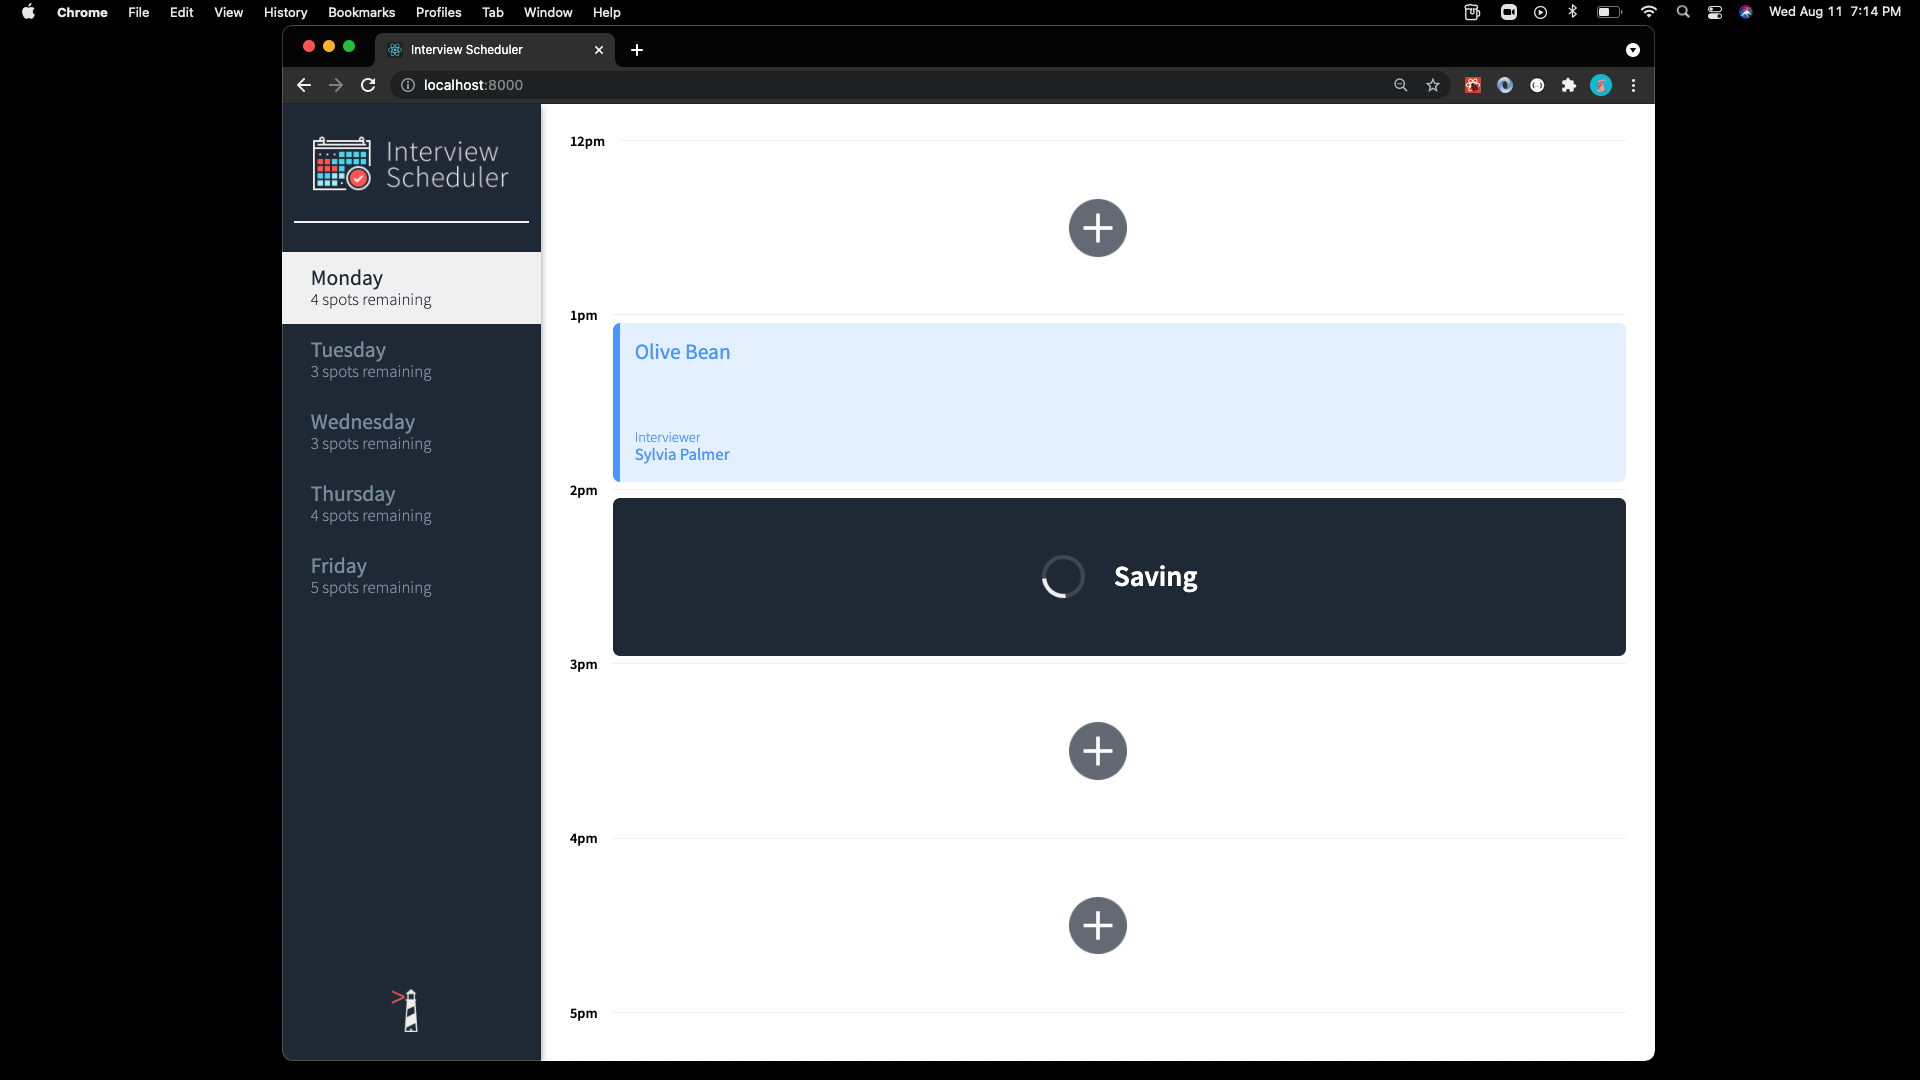 Chrome File Edit View History Bookmarks Profiles Tab Window Help Wed Aug 11 7:14 PM
Interview Scheduler
localhost:8000
Interview
Scheduler
Monday
4 spots remaining
Tuesday
3 spots remaining
Wednesday
3 spots remaining
Thursday
4 spots remaining
Friday
5 spots remaining
12pm
1pm
Olive Bean
Interviewer
Sylvia Palmer
2pm
Saving
3pm
4pm
5pm